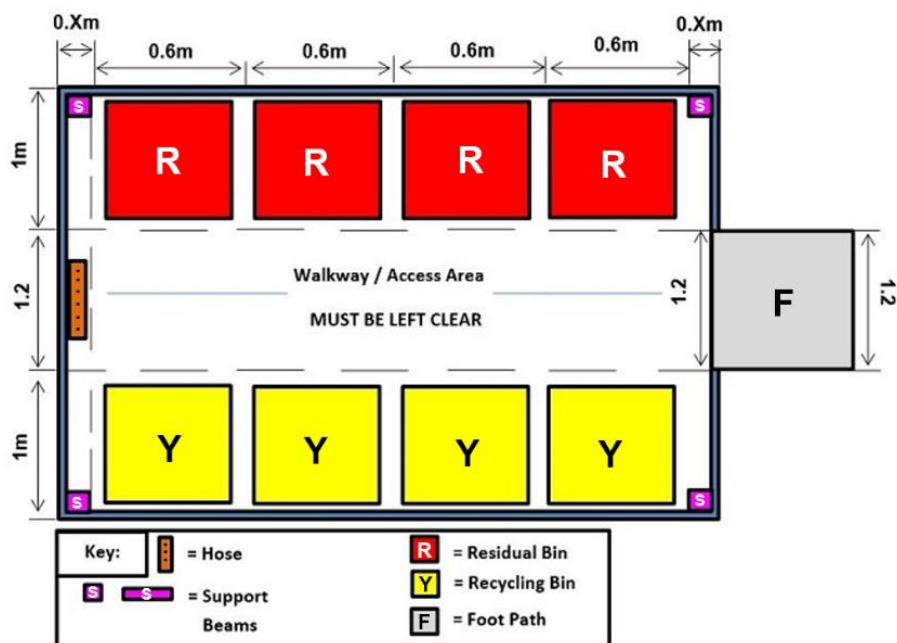 0.Xm 0.6m 0.6m 0.6m 0.6m 0.Xm
S S
1m R R R R
1.2 Walkway / Access Area 1.2 F 1.2
MUST BE LEFT CLEAR
1m Y Y Y Y
S S
Key: = Hose R = Residual Bin
S S = Support Y = Recycling Bin
Beams F = Foot Path